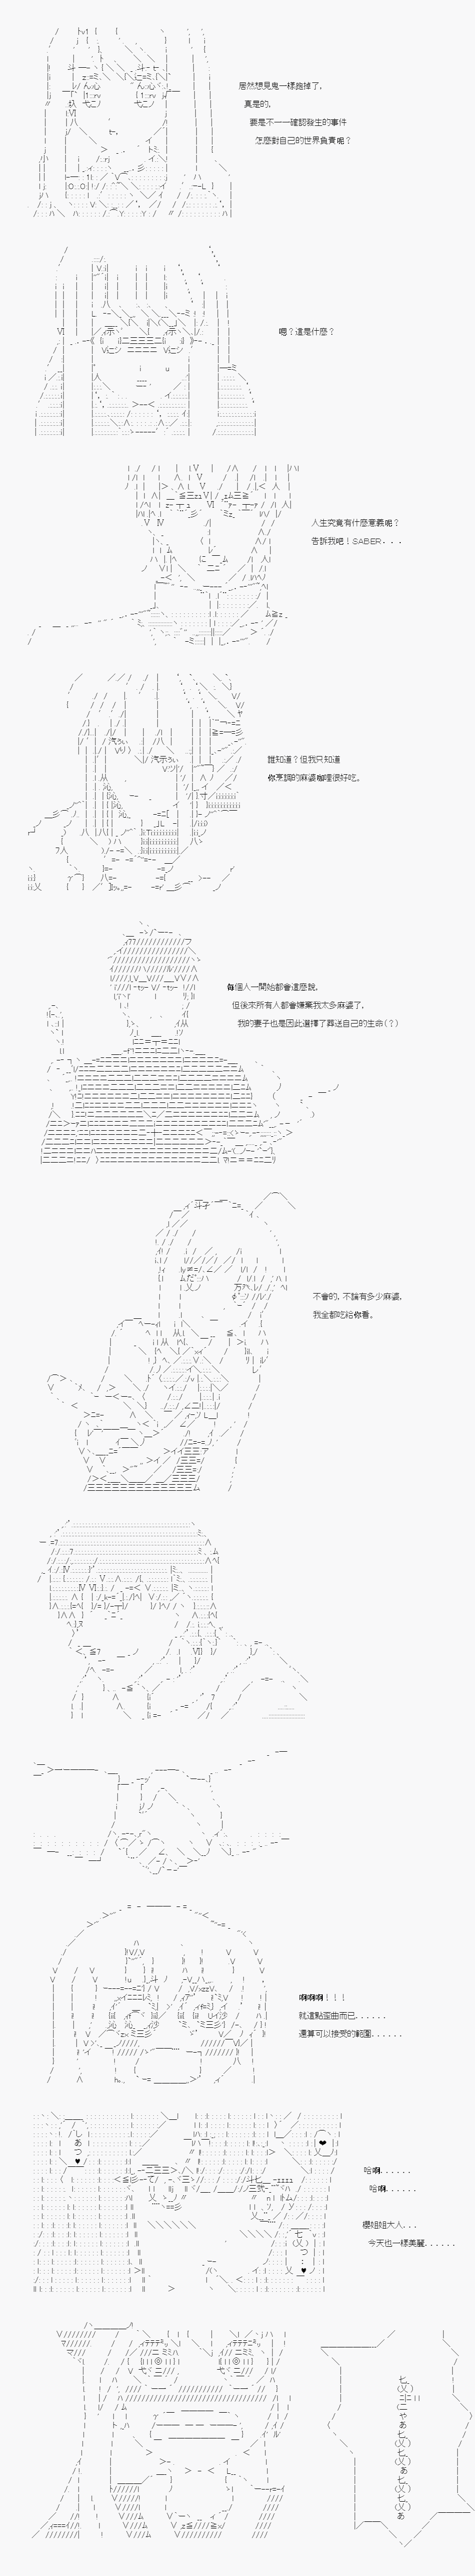 居然想見鬼一樣跑掉了,
真是的,
要是不一一確認發生的事件
怎麼對自己的世界負責呢？
嗯？這是什麼？
人生究竟有什麼意義呢？
告訴我吧！SABER．．．
誰知道？但我只知道
你烹調的麻婆咖哩很好吃。
每個人一開始都會這麼說,
但後來所有人都會嫌棄我太多麻婆了,
我的妻子也是因此選擇了葬送自己的生命(？)
不會的,不論有多少麻婆,
我全都吃給你看。
啊啊啊！！！
就這點歪曲而已......
還算可以接受的範圍......
哈啊......
哈啊......
櫻姐姐大人...
今天也一樣美麗......